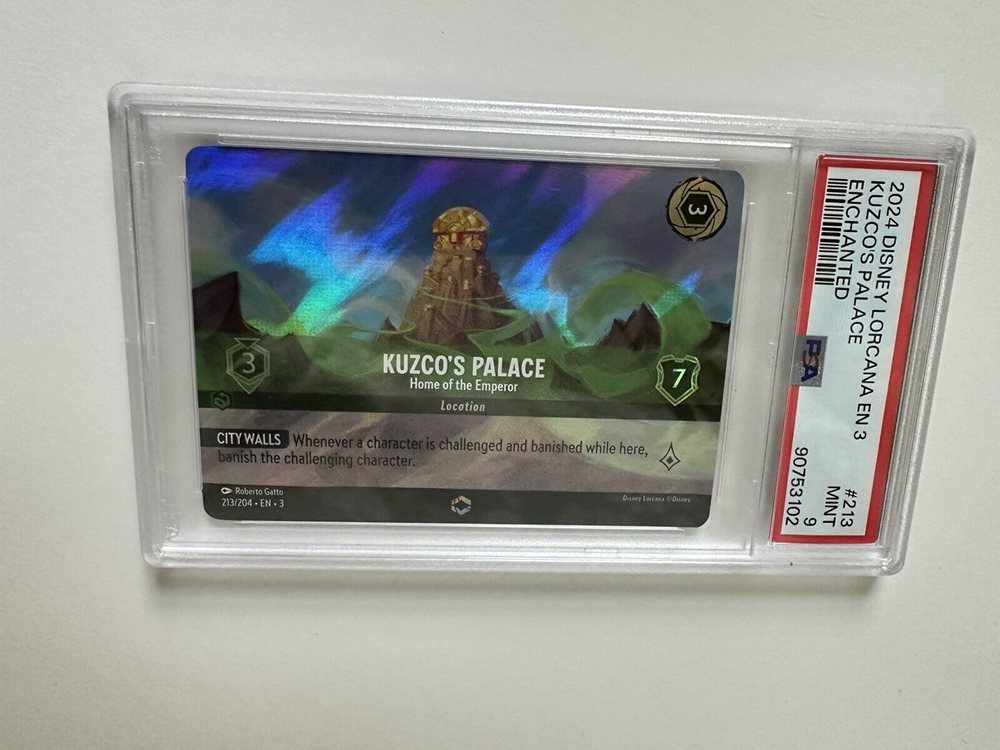 3
3
KUZCO'S PALACE
Home of the Emperor
7
Location
CITY WALLS Whenever a character is challenged and banished while here,
banish the challenging character.
Roberto Gatto
213/204 • EN • 3
Disney Lorcana ©Disney
2024 DISNEY LORCANA EN 3 #213
KUZCO'S PALACE MINT
ENCHANTED 9
PSA 90753102